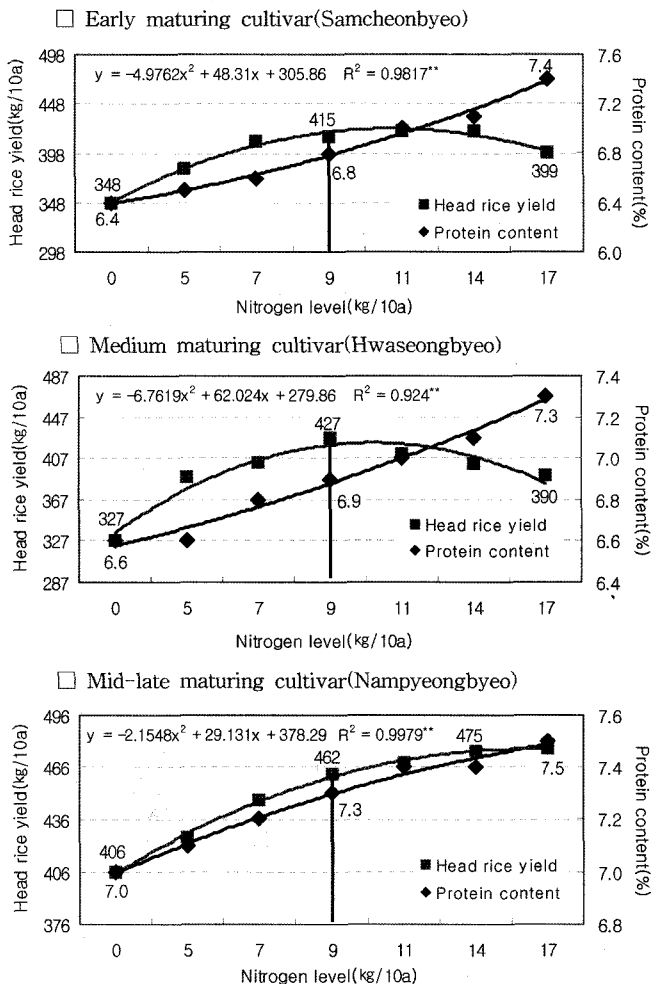 □ Early maturing cultivar(Samcheonbyeo)
y = -4.9762x² + 48.31x + 305.86 R² = 0.9817**
Head rice yield(kg/10a)
498
448
398
348
298
Protein content(%)
7.6
7.2
6.8
6.4
6.0
348
6.4
415
6.8
7.4
399
■ Head rice yield
◆ Protein content
0 5 7 9 11 14 17
Nitrogen level(kg/10a)
□ Medium maturing cultivar(Hwaseongbyeo)
y = -6.7619x² + 62.024x + 279.86 R² = 0.924**
Head rice yield(kg/10a)
487
447
407
367
327
287
Protein content(%)
7.4
7.2
7.0
6.8
6.6
6.4
327
6.6
427
6.9
7.3
390
■ Head rice yield
◆ Protein content
0 5 7 9 11 14 17
Nitrogen level(kg/10a)
□ Mid-late maturing cultivar(Nampyeongbyeo)
y = -2.1548x² + 29.131x + 378.29 R² = 0.9979**
Head rice yield(kg/10a)
496
466
436
406
376
Protein content(%)
7.6
7.4
7.2
7.0
6.8
406
7.0
462
7.3
475
7.5
■ Head rice yield
◆ Protein content
0 5 7 9 11 14 17
Nitrogen level(kg/10a)